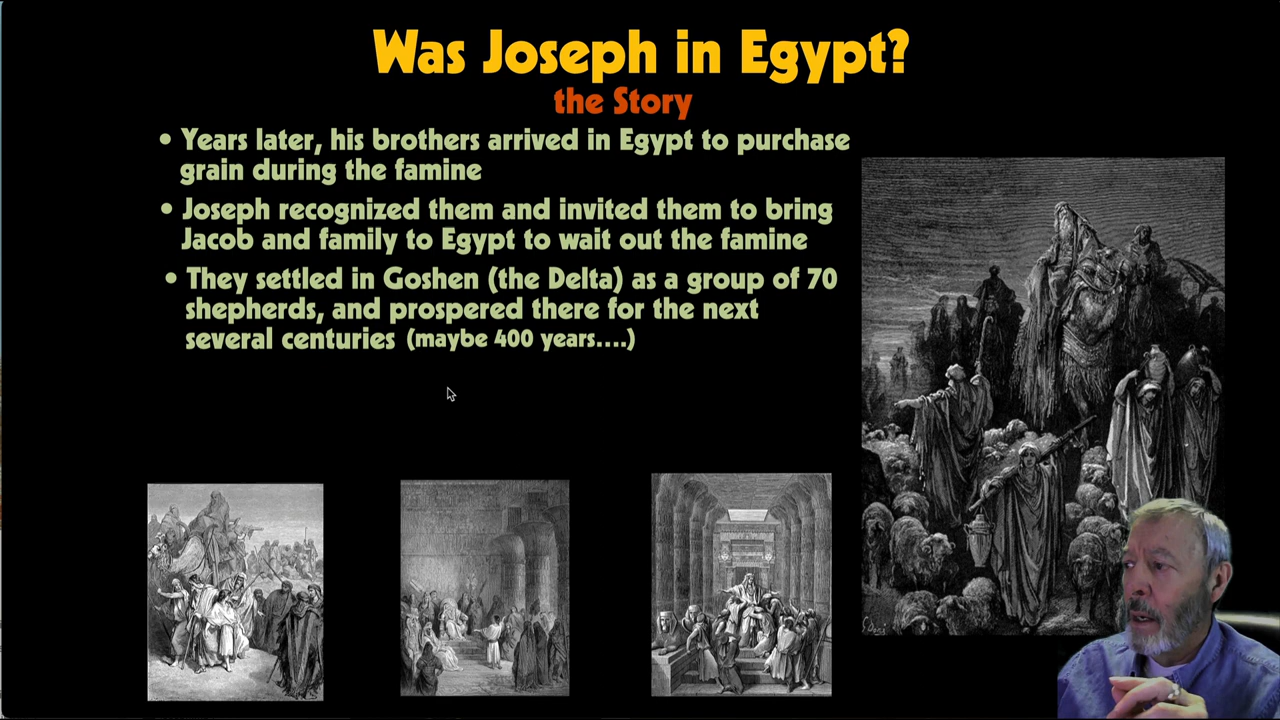 Was Joseph in Egypt?
the Story
• Years later, his brothers arrived in Egypt to purchase
grain during the famine
• Joseph recognized them and invited them to bring
Jacob and family to Egypt to wait out the famine
• They settled in Goshen (the Delta) as a group of 70
shepherds, and prospered there for the next
several centuries (maybe 400 years....)